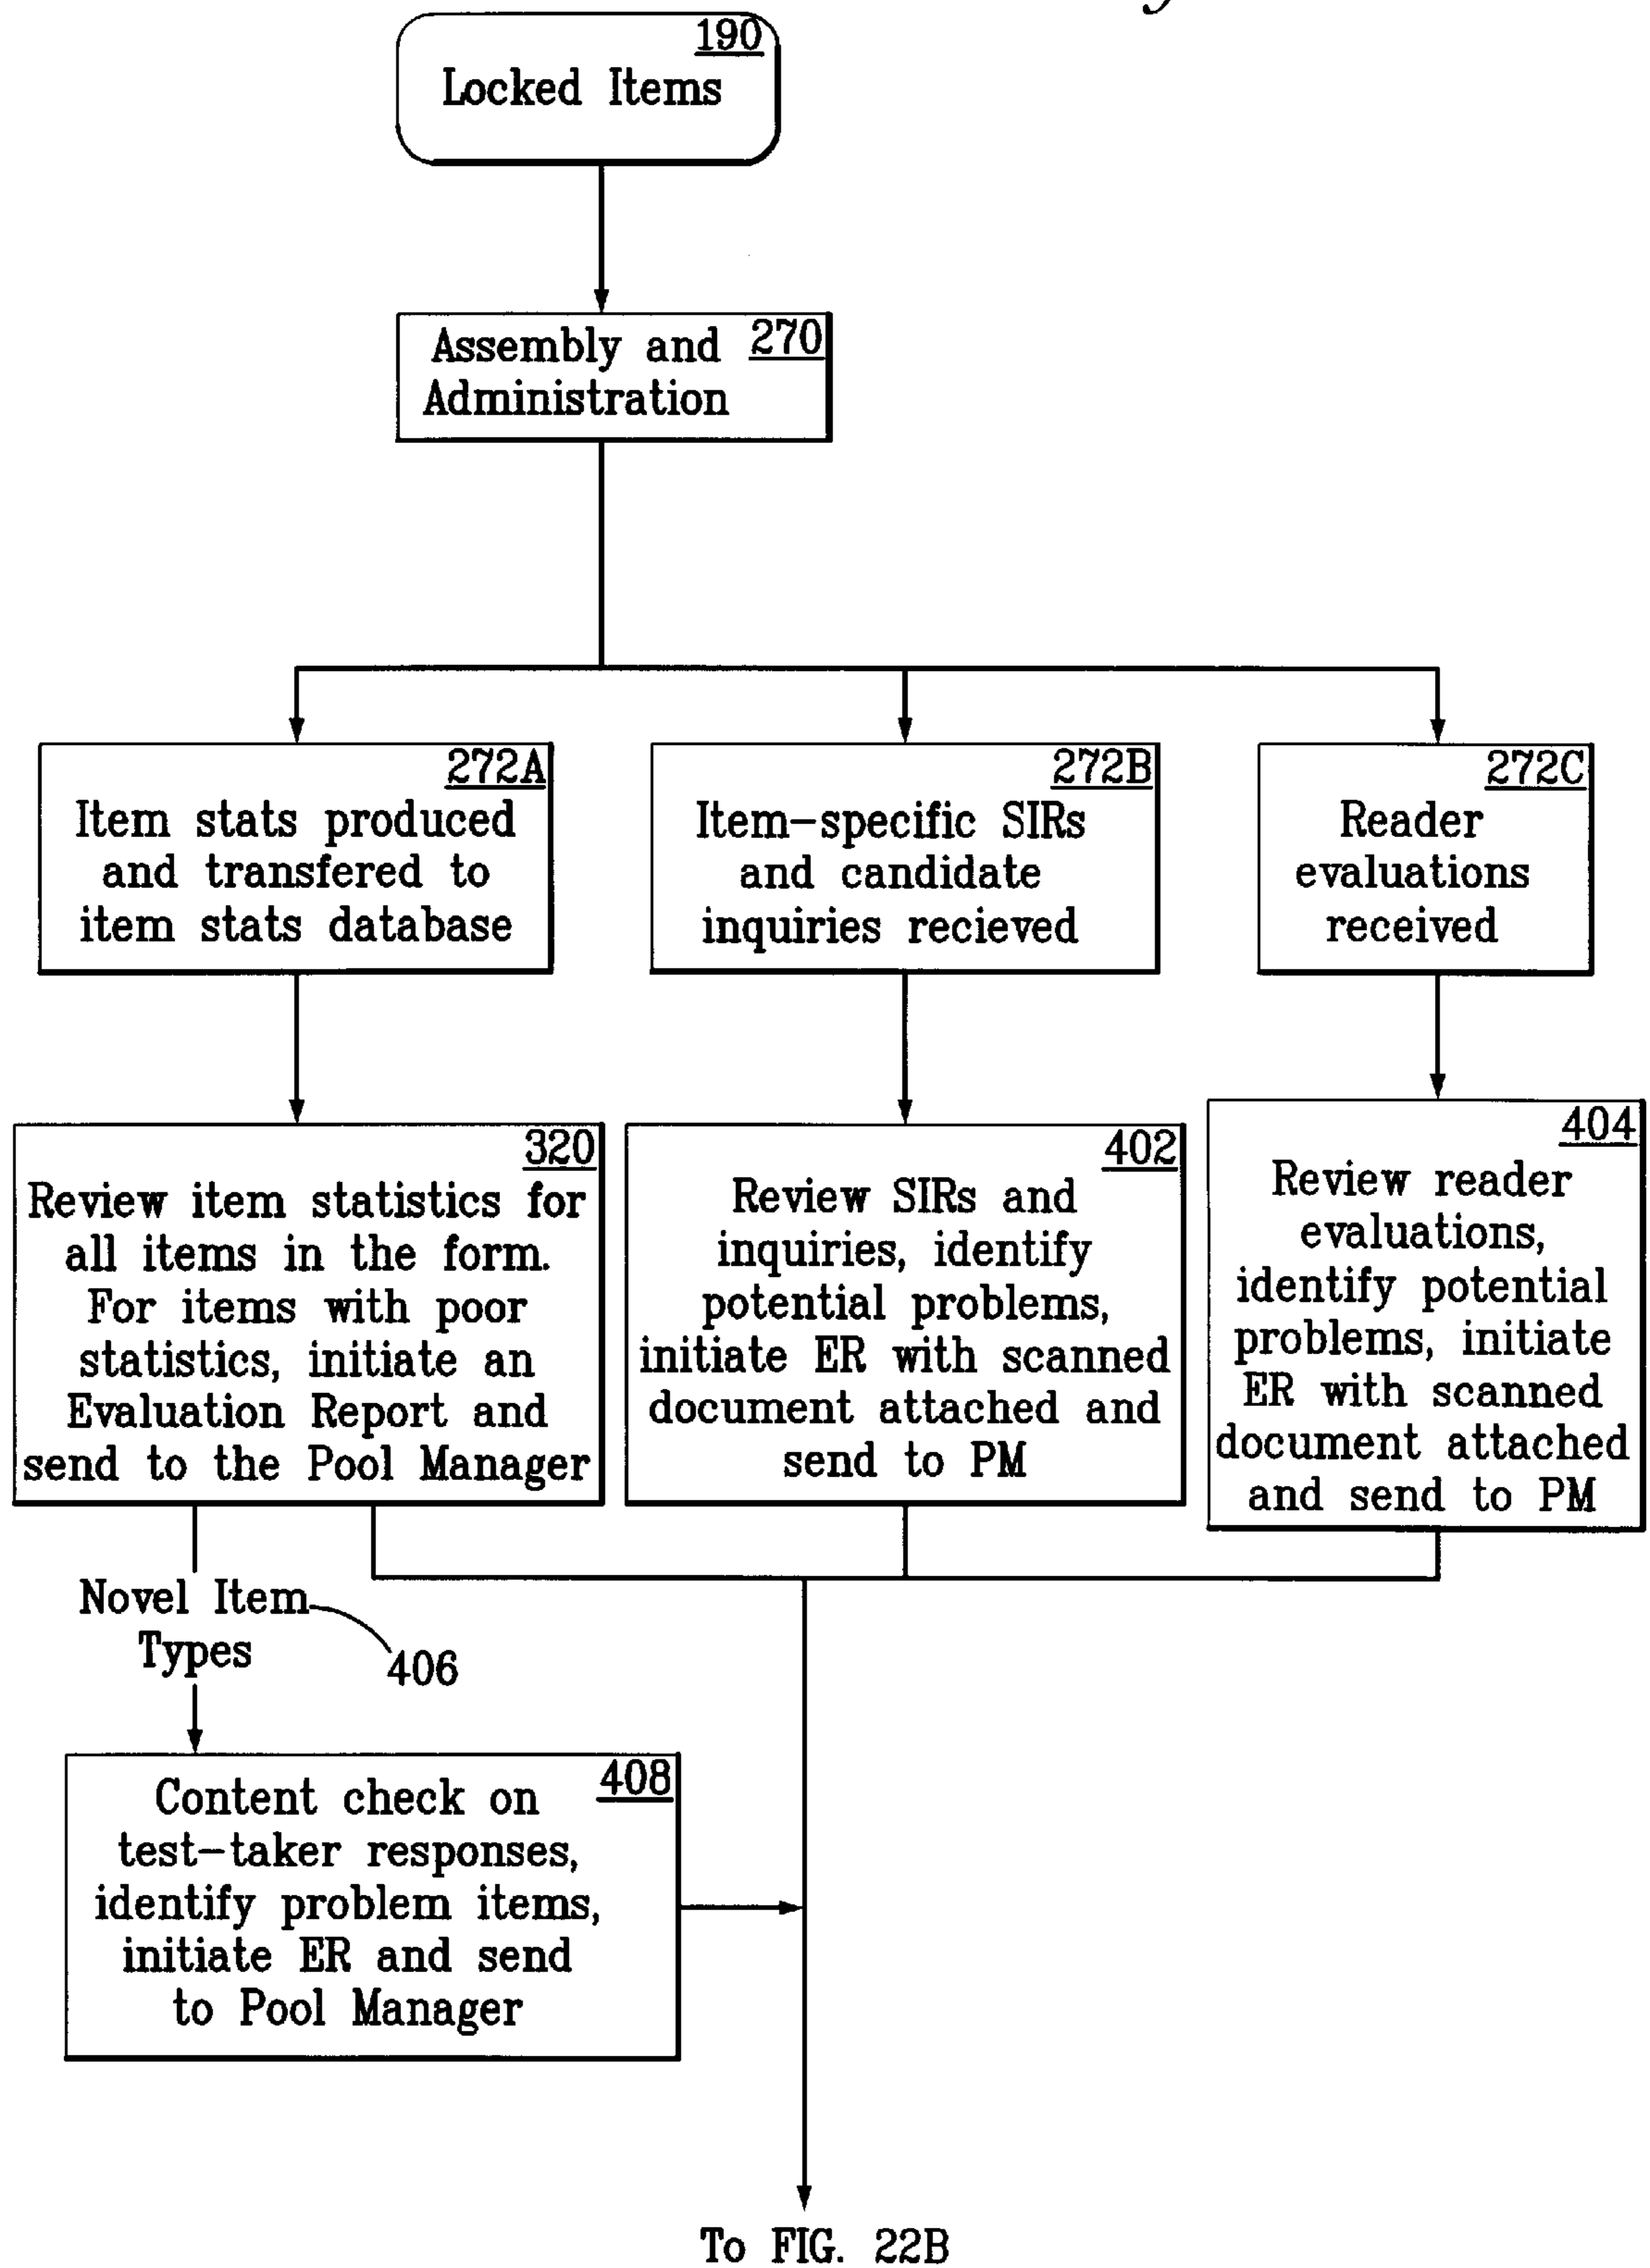 190
Locked Items
Assembly and 270
Administration
272A
Item stats produced
and transfered to
item stats database
272B
Item-specific SIRs
and candidate
inquiries recieved
272C
Reader
evaluations
received
320
Review item statistics for
all items in the form.
For items with poor
statistics, initiate an
Evaluation Report and
send to the Pool Manager
402
Review SIRs and
inquiries, identify
potential problems,
initiate ER with scanned
document attached and
send to PM
404
Review reader
evaluations,
identify potential
problems, initiate
ER with scanned
document attached
and send to PM
Novel Item
Types
406
408
Content check on
test-taker responses,
identify problem items,
initiate ER and send
to Pool Manager
To FIG. 22B